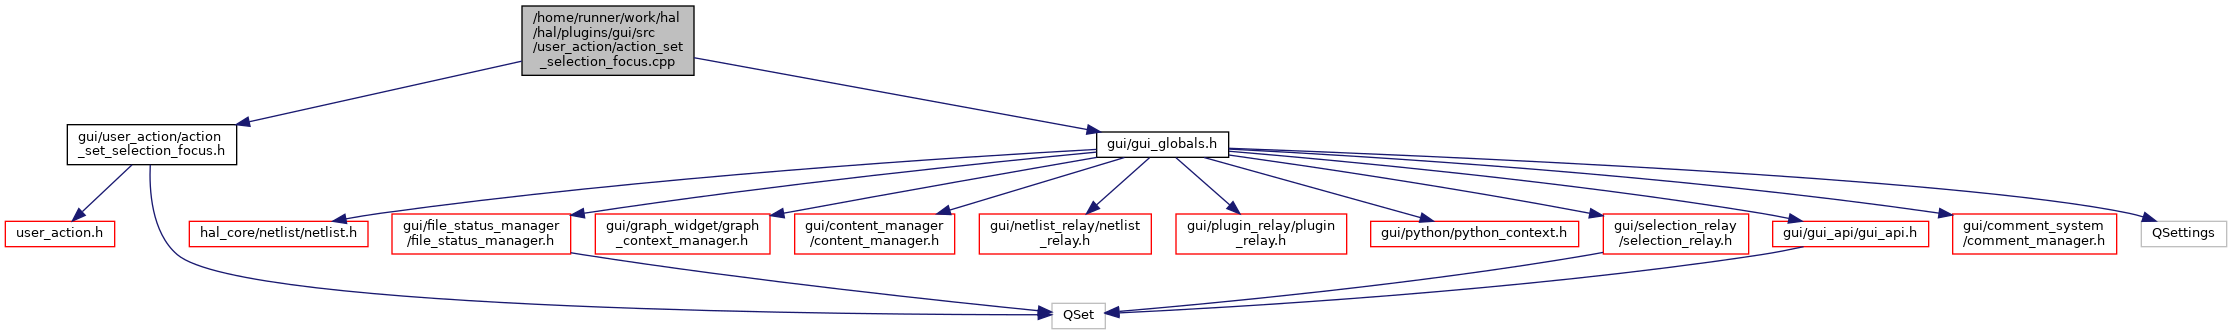 /home/runner/work/hal
/hal/plugins/gui/src
/user_action/action_set
_selection_focus.cpp
gui/user_action/action
_set_selection_focus.h
gui/gui_globals.h
user_action.h
hal_core/netlist/netlist.h
gui/file_status_manager
/file_status_manager.h
gui/graph_widget/graph
_context_manager.h
gui/content_manager
/content_manager.h
gui/netlist_relay/netlist
_relay.h
gui/plugin_relay/plugin
_relay.h
gui/python/python_context.h
gui/selection_relay
/selection_relay.h
gui/gui_api/gui_api.h
gui/comment_system
/comment_manager.h
QSettings
QSet